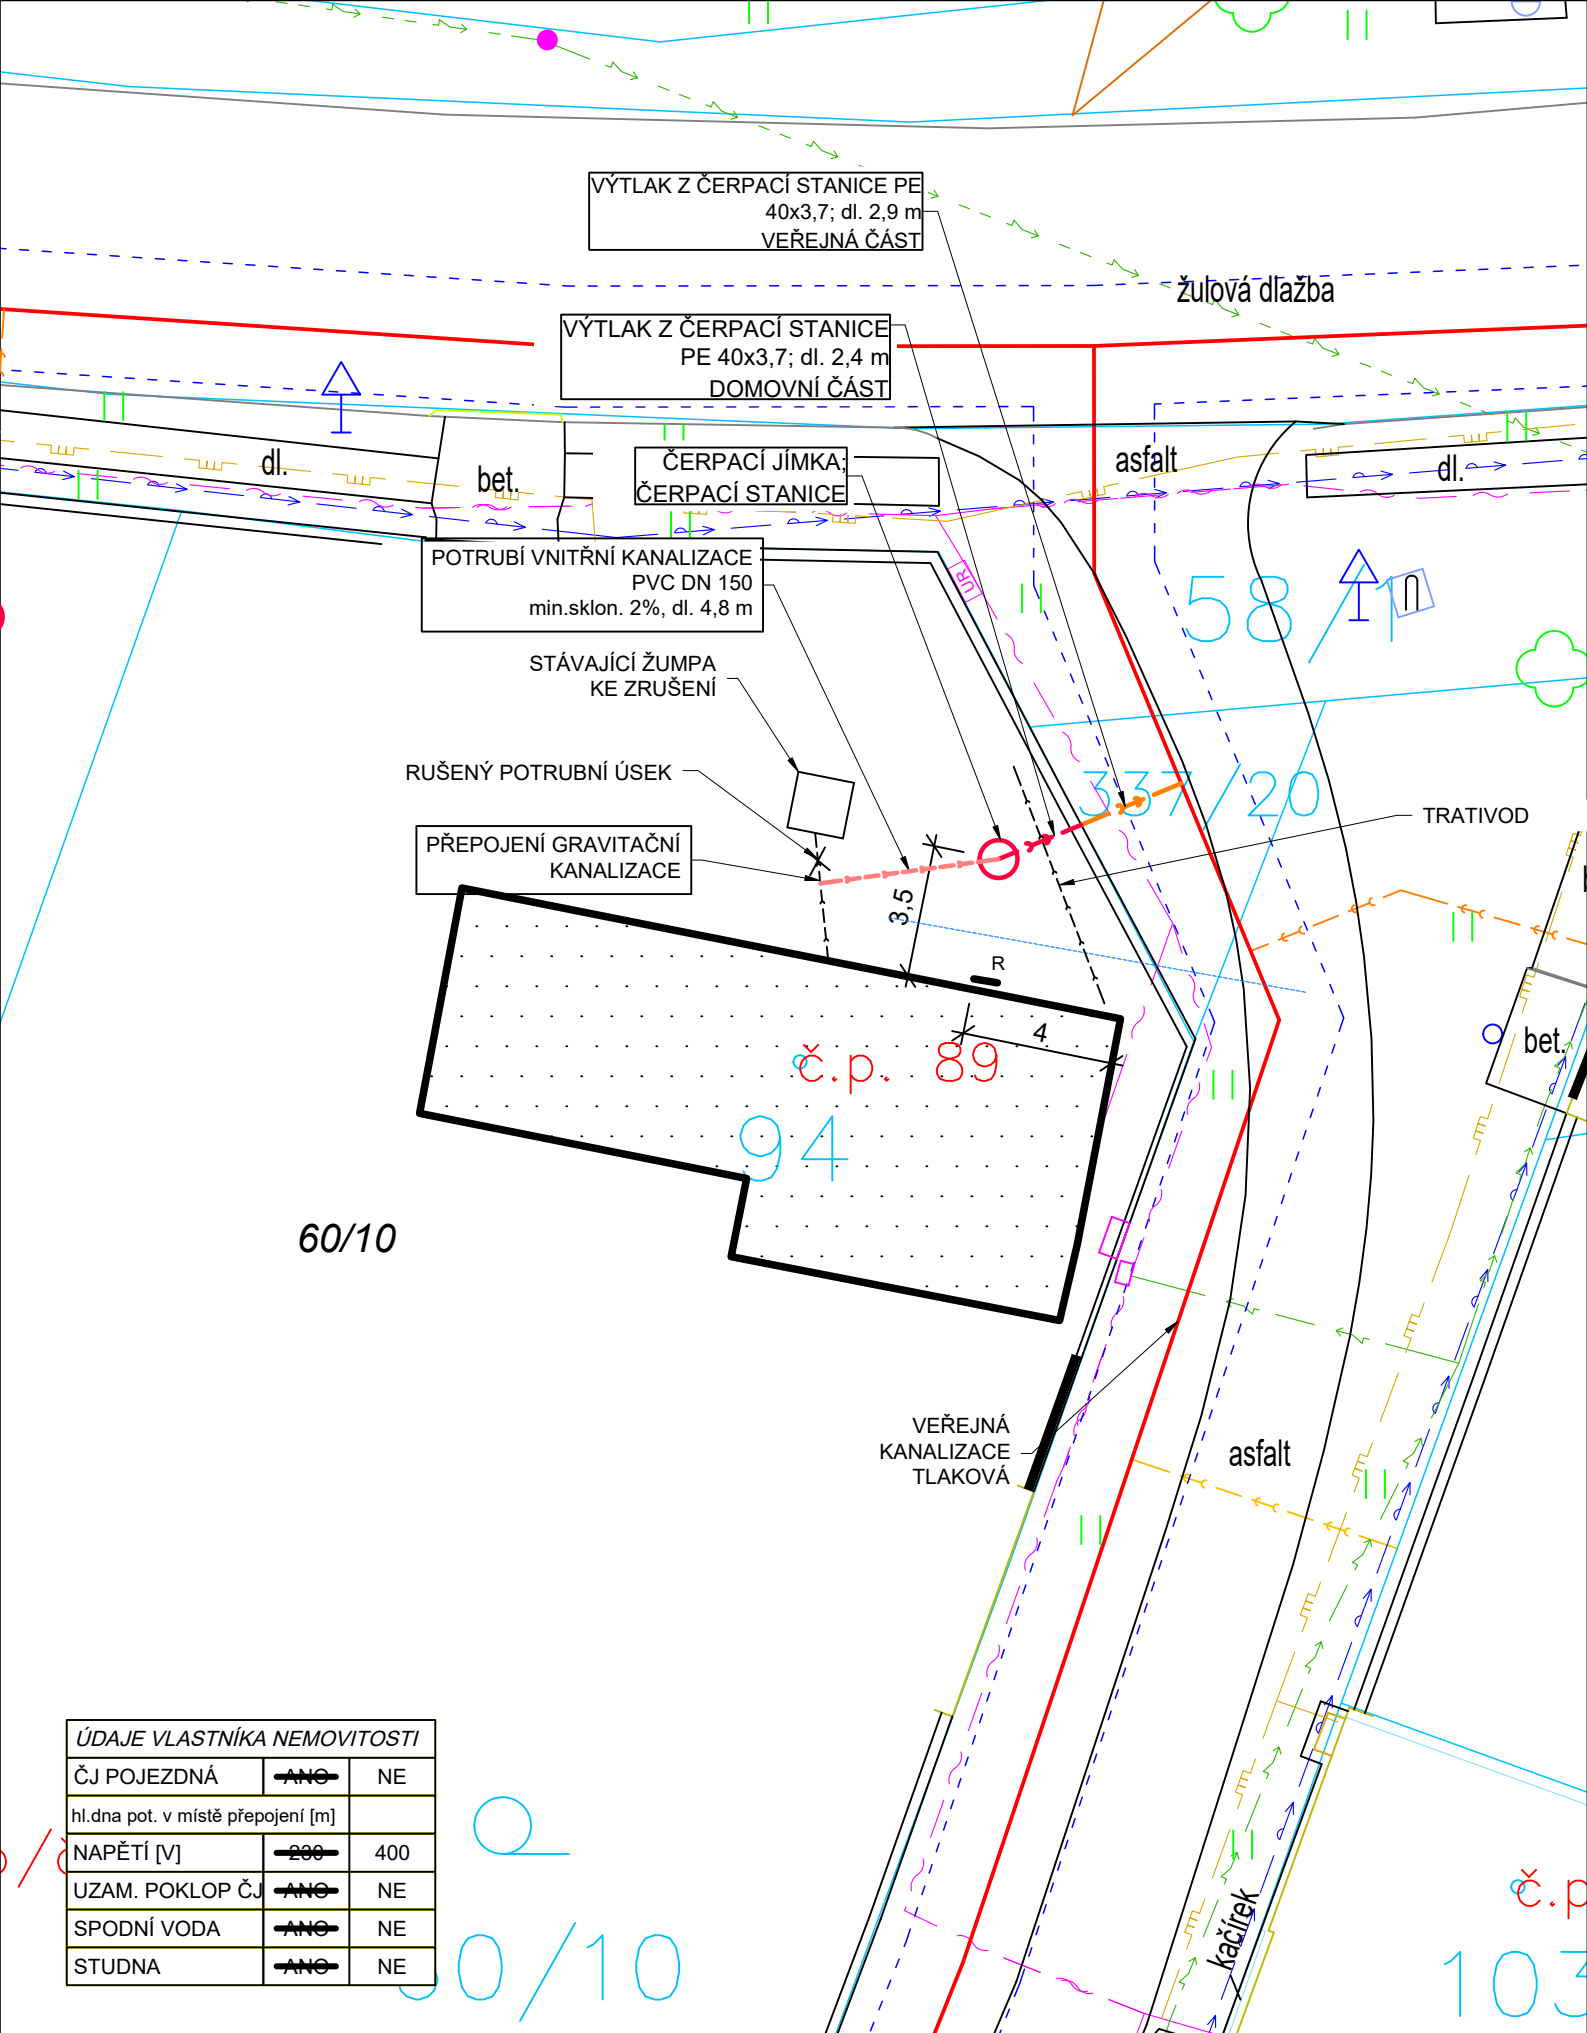 VÝTLAK Z ČERPACÍ STANICE PE
40x3,7; dl. 2,9 m
VEŘEJNÁ ČÁST
žulová dlažba
VÝTLAK Z ČERPACÍ STANICE
PE 40x3,7; dl. 2,4 m
DOMOVNÍ ČÁST
dl.
bet.
ČERPACÍ JÍMKA;
ČERPACÍ STANICE
asfalt
dl.
POTRUBÍ VNITŘNÍ KANALIZACE
PVC DN 150
min.sklon. 2%, dl. 4,8 m
UR
58/1
STÁVAJÍCÍ ŽUMPA
KE ZRUŠENÍ
RUŠENÝ POTRUBNÍ ÚSEK
337/20
TRATIVOD
PŘEPOJENÍ GRAVITAČNÍ
KANALIZACE
3,5
R
4
č.p. 89
bet.
94
60/10
VEŘEJNÁ
KANALIZACE
TLAKOVÁ
asfalt
ÚDAJE VLASTNÍKA NEMOVITOSTI
ČJ POJEZDNÁ ANO NE
hl.dna pot. v místě přepojení [m]
NAPĚTÍ [V] 230 400
UZAM. POKLOP ČJ ANO NE
SPODNÍ VODA ANO NE
STUDNA ANO NE
60/10
kačírek
č.p
103